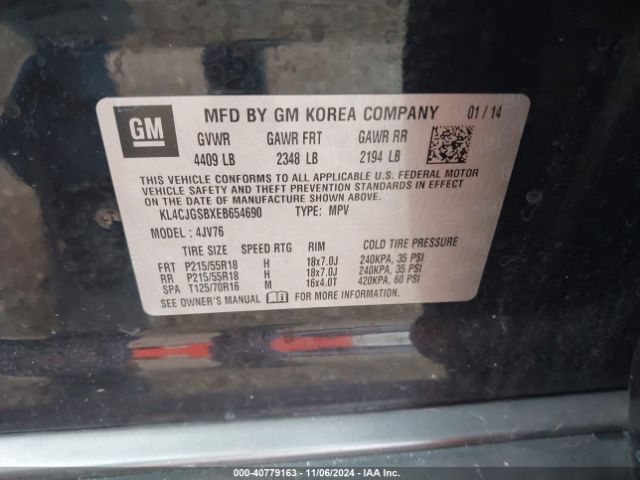 GM
MFD BY GM KOREA COMPANY 01 / 14
GVWR GAWR FRT GAWR RR
4409 LB 2348 LB 2194 LB
THIS VEHICLE CONFORMS TO ALL APPLICABLE U.S. FEDERAL MOTOR
VEHICLE SAFETY AND THEFT PREVENTION STANDARDS IN EFFECT
ON THE DATE OF MANUFACTURE SHOWN ABOVE.
KL4CJGSBXEB654690 TYPE: MPV
MODEL : 4JV76
TIRE SIZE SPEED RTG RIM COLD TIRE PRESSURE
FRT P215/55R18 H 18x7.0J 240KPA, 35 PSI
RR P215/55R18 H 18x7.0J 240KPA, 35 PSI
SPA T125/70R16 M 16x4.0T 420KPA, 60 PSI
SEE OWNER'S MANUAL FOR MORE INFORMATION
000-40779163 - 11/06/2024 - IAA Inc.